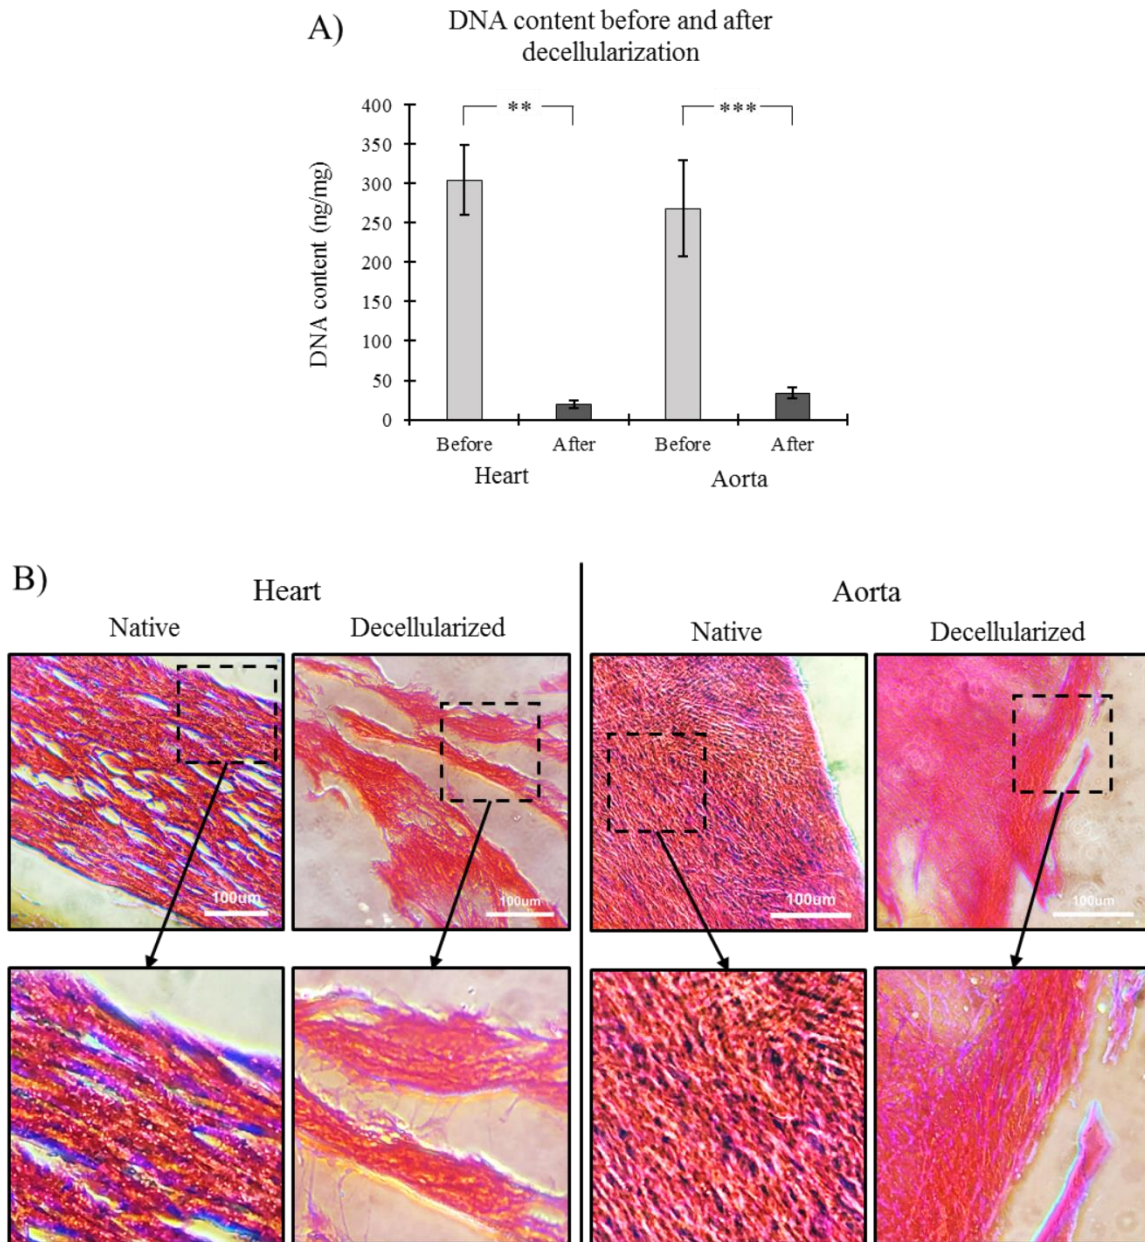 A)
DNA content before and after
decellularization
** ***
400
350
300
250
200
150
100
50
0
DNA content (ng/mg)
Before After Before After
Heart Aorta
B)
Heart Aorta
Native Decellularized Native Decellularized
100um 100um 100um 100um